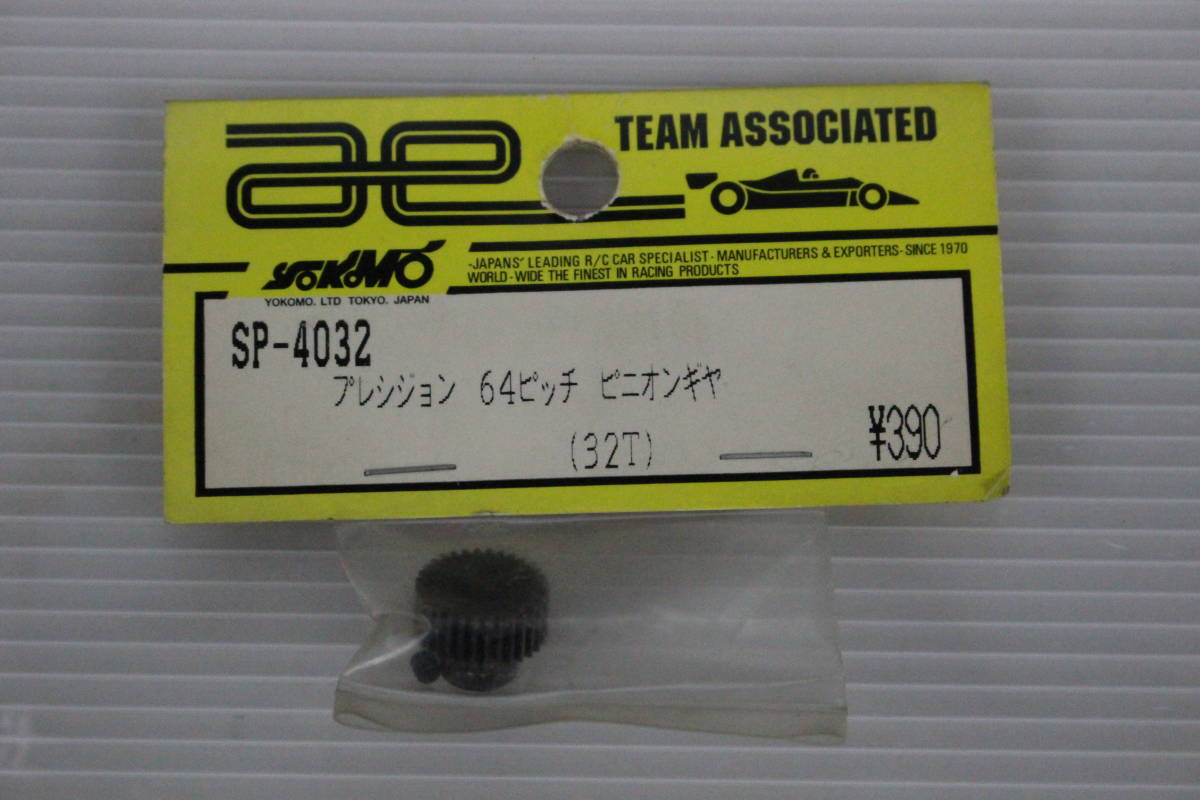 ae
TEAM ASSOCIATED
YOKOMO
YOKOMO. LTD TOKYO. JAPAN
-JAPANS' LEADING R/C CAR SPECIALIST - MANUFACTURERS & EXPORTERS - SINCE 1970
WORLD-WIDE THE FINEST IN RACING PRODUCTS
SP-4032
プレシジョン 64ピッチ ピニオンギヤ
(32T)
¥390